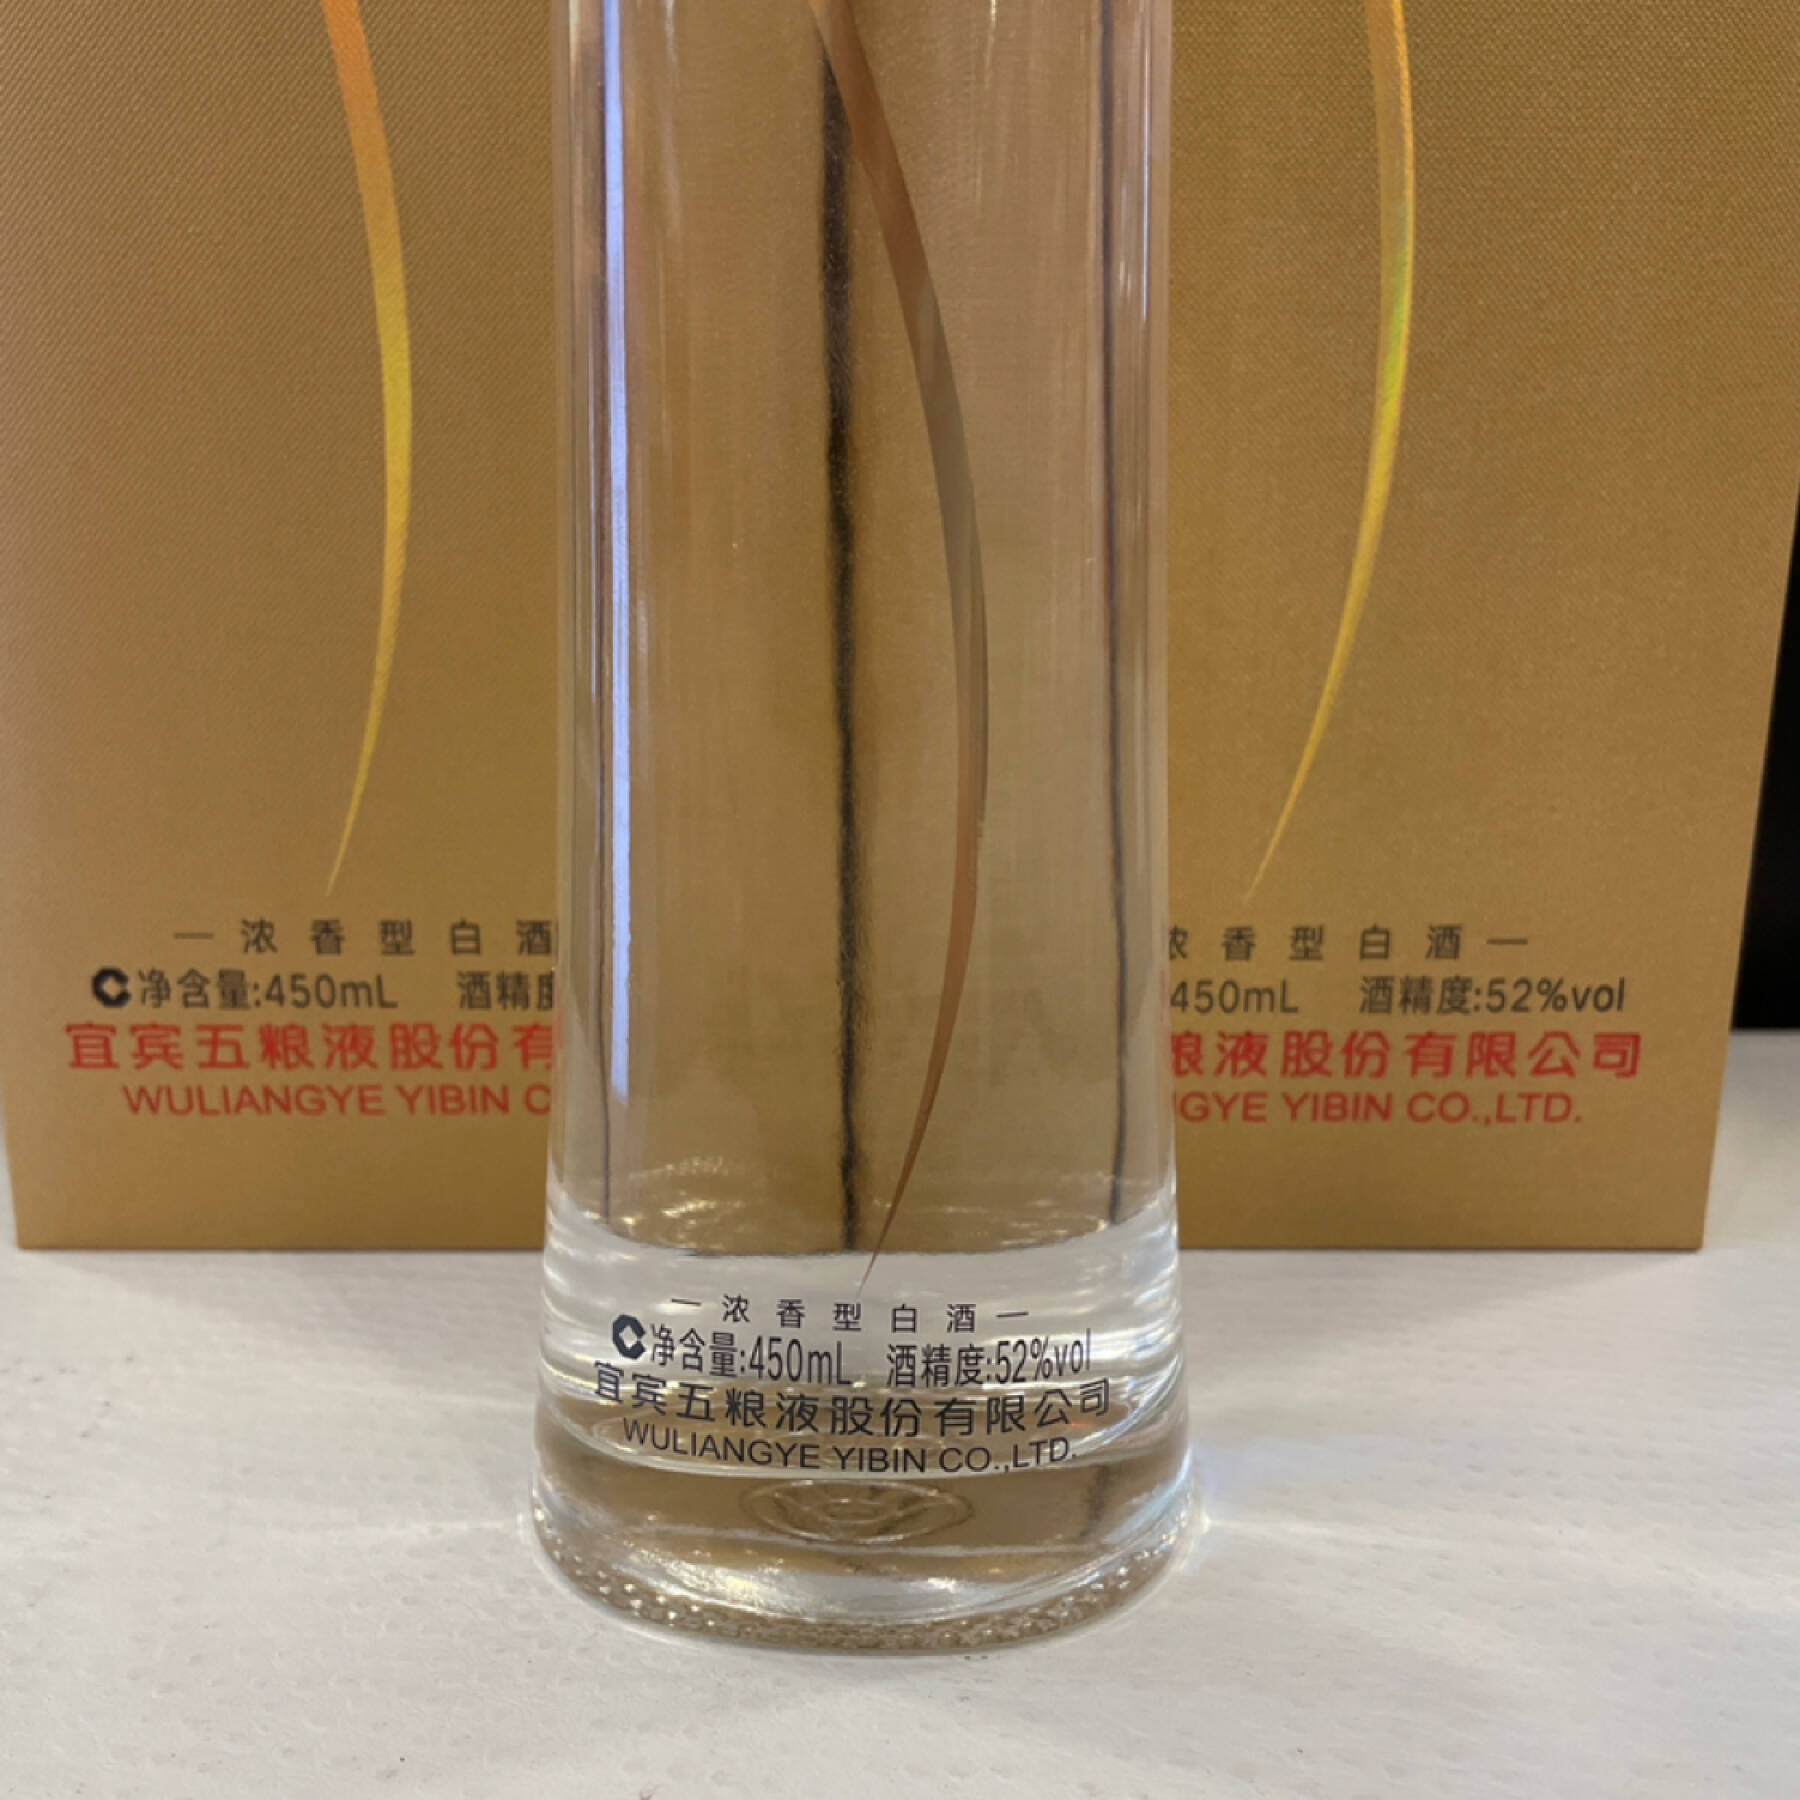 — 浓香型白酒
净含量:450mL 酒精度
宜宾五粮液股份有
WULIANGYE YIBIN C
浓香型白酒 —
450mL 酒精度:52%vol
粮液股份有限公司
GYE YIBIN CO.,LTD.
— 浓香型白酒 —
净含量:450mL 酒精度:52%vol
宜宾五粮液股份有限公司
WULIANGYE YIBIN CO.,LTD.